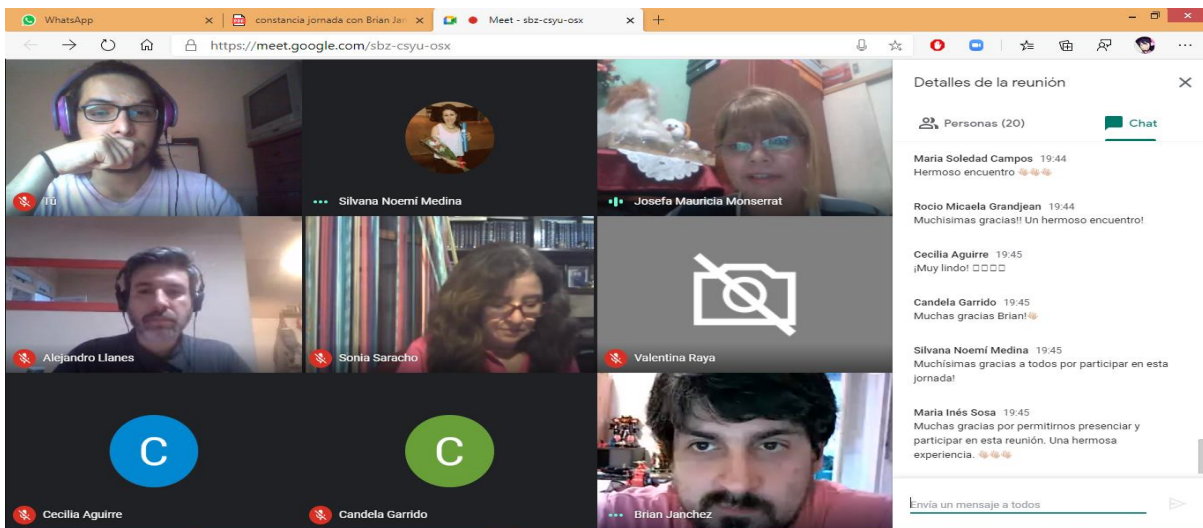 WhatsApp
constancia jornada con Brian Jan
Meet - sbz-csyu-osx
https://meet.google.com/sbz-csyu-osx
Tú
Silvana Noemí Medina
Josefa Mauricia Monserrat
Alejandro Llanes
Sonia Saracho
Valentina Raya
C
Cecilia Aguirre
C
Candela Garrido
Brian Janchez
Detalles de la reunión
Personas (20)
Chat
Maria Soledad Campos 19:44
Hermoso encuentro 👏🏻👏🏻👏🏻
Rocio Micaela Grandjean 19:44
Muchisimas gracias!! Un hermoso encuentro!
Cecilia Aguirre 19:45
¡Muy lindo! □□□□
Candela Garrido 19:45
Muchas gracias Brian!👏🏻
Silvana Noemí Medina 19:45
Muchísimas gracias a todos por participar en esta
jornada!
Maria Inés Sosa 19:45
Muchas gracias por permitirnos presenciar y
participar en esta reunión. Una hermosa
experiencia. 👏🏻👏🏻👏🏻
Envía un mensaje a todos